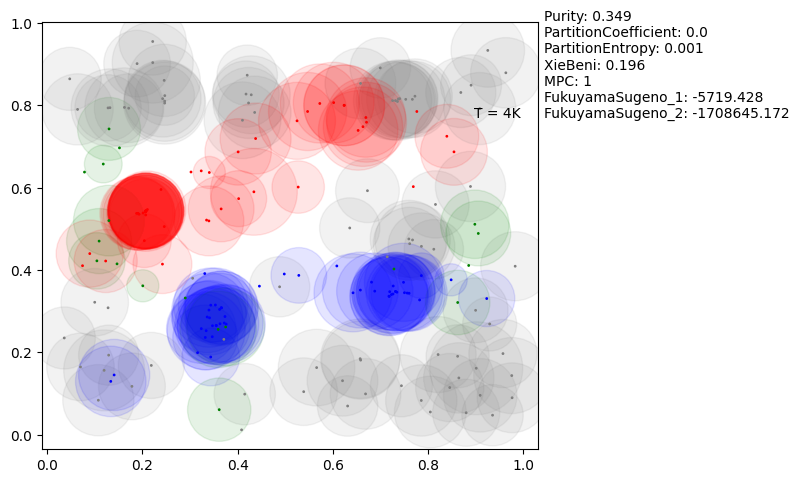 Purity: 0.349
PartitionCoefficient: 0.0
PartitionEntropy: 0.001
XieBeni: 0.196
MPC: 1
FukuyamaSugeno_1: -5719.428
FukuyamaSugeno_2: -1708645.172
T = 4K
1.0
0.8
0.6
0.4
0.2
0.0
0.0 0.2 0.4 0.6 0.8 1.0